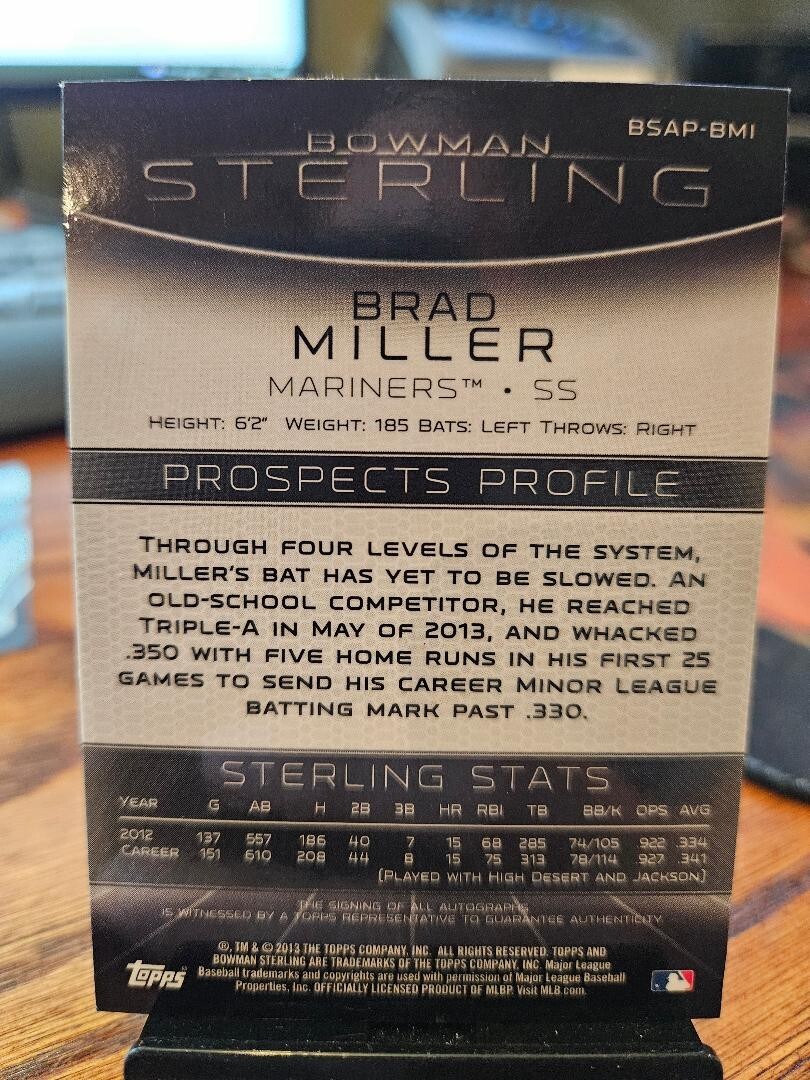 BSAP-BMI
BOWMAN
STERLING
BRAD
MILLER
MARINERS™ • SS
HEIGHT: 6'2" WEIGHT: 185 BATS: LEFT THROWS: RIGHT
PROSPECTS PROFILE
THROUGH FOUR LEVELS OF THE SYSTEM,
MILLER'S BAT HAS YET TO BE SLOWED. AN
OLD-SCHOOL COMPETITOR, HE REACHED
TRIPLE-A IN MAY OF 2013, AND WHACKED
.350 WITH FIVE HOME RUNS IN HIS FIRST 25
GAMES TO SEND HIS CAREER MINOR LEAGUE
BATTING MARK PAST .330.
STERLING STATS
YEAR G AB H 2B 3B HR RBI TB BB/K OPS AVG
2012 137 557 186 40 7 15 68 285 74/105 .922 .334
CAREER 151 610 208 44 8 15 75 313 78/114 .927 .341
(PLAYED WITH HIGH DESERT AND JACKSON)
THE SIGNING OF ALL AUTOGRAPHS
IS WITNESSED BY A TOPPS REPRESENTATIVE TO GUARANTEE AUTHENTICITY.
®, TM & © 2013 THE TOPPS COMPANY, INC. ALL RIGHTS RESERVED. TOPPS AND
BOWMAN STERLING ARE TRADEMARKS OF THE TOPPS COMPANY, INC. Major League
Baseball trademarks and copyrights are used with permission of Major League Baseball
Properties, Inc. OFFICIALLY LICENSED PRODUCT OF MLBP. Visit MLB.com.
Topps